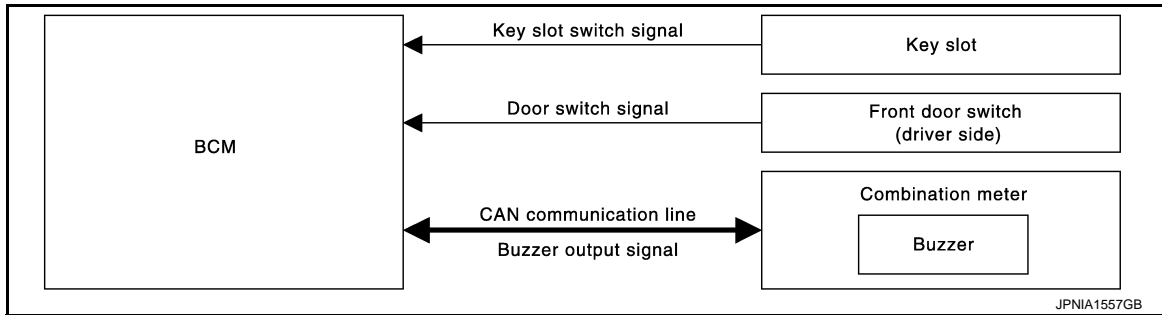 Key slot switch signal
Key slot
Door switch signal
Front door switch
(driver side)
BCM
Combination meter
CAN communication line
Buzzer output signal
Buzzer
JPNIA1557GB